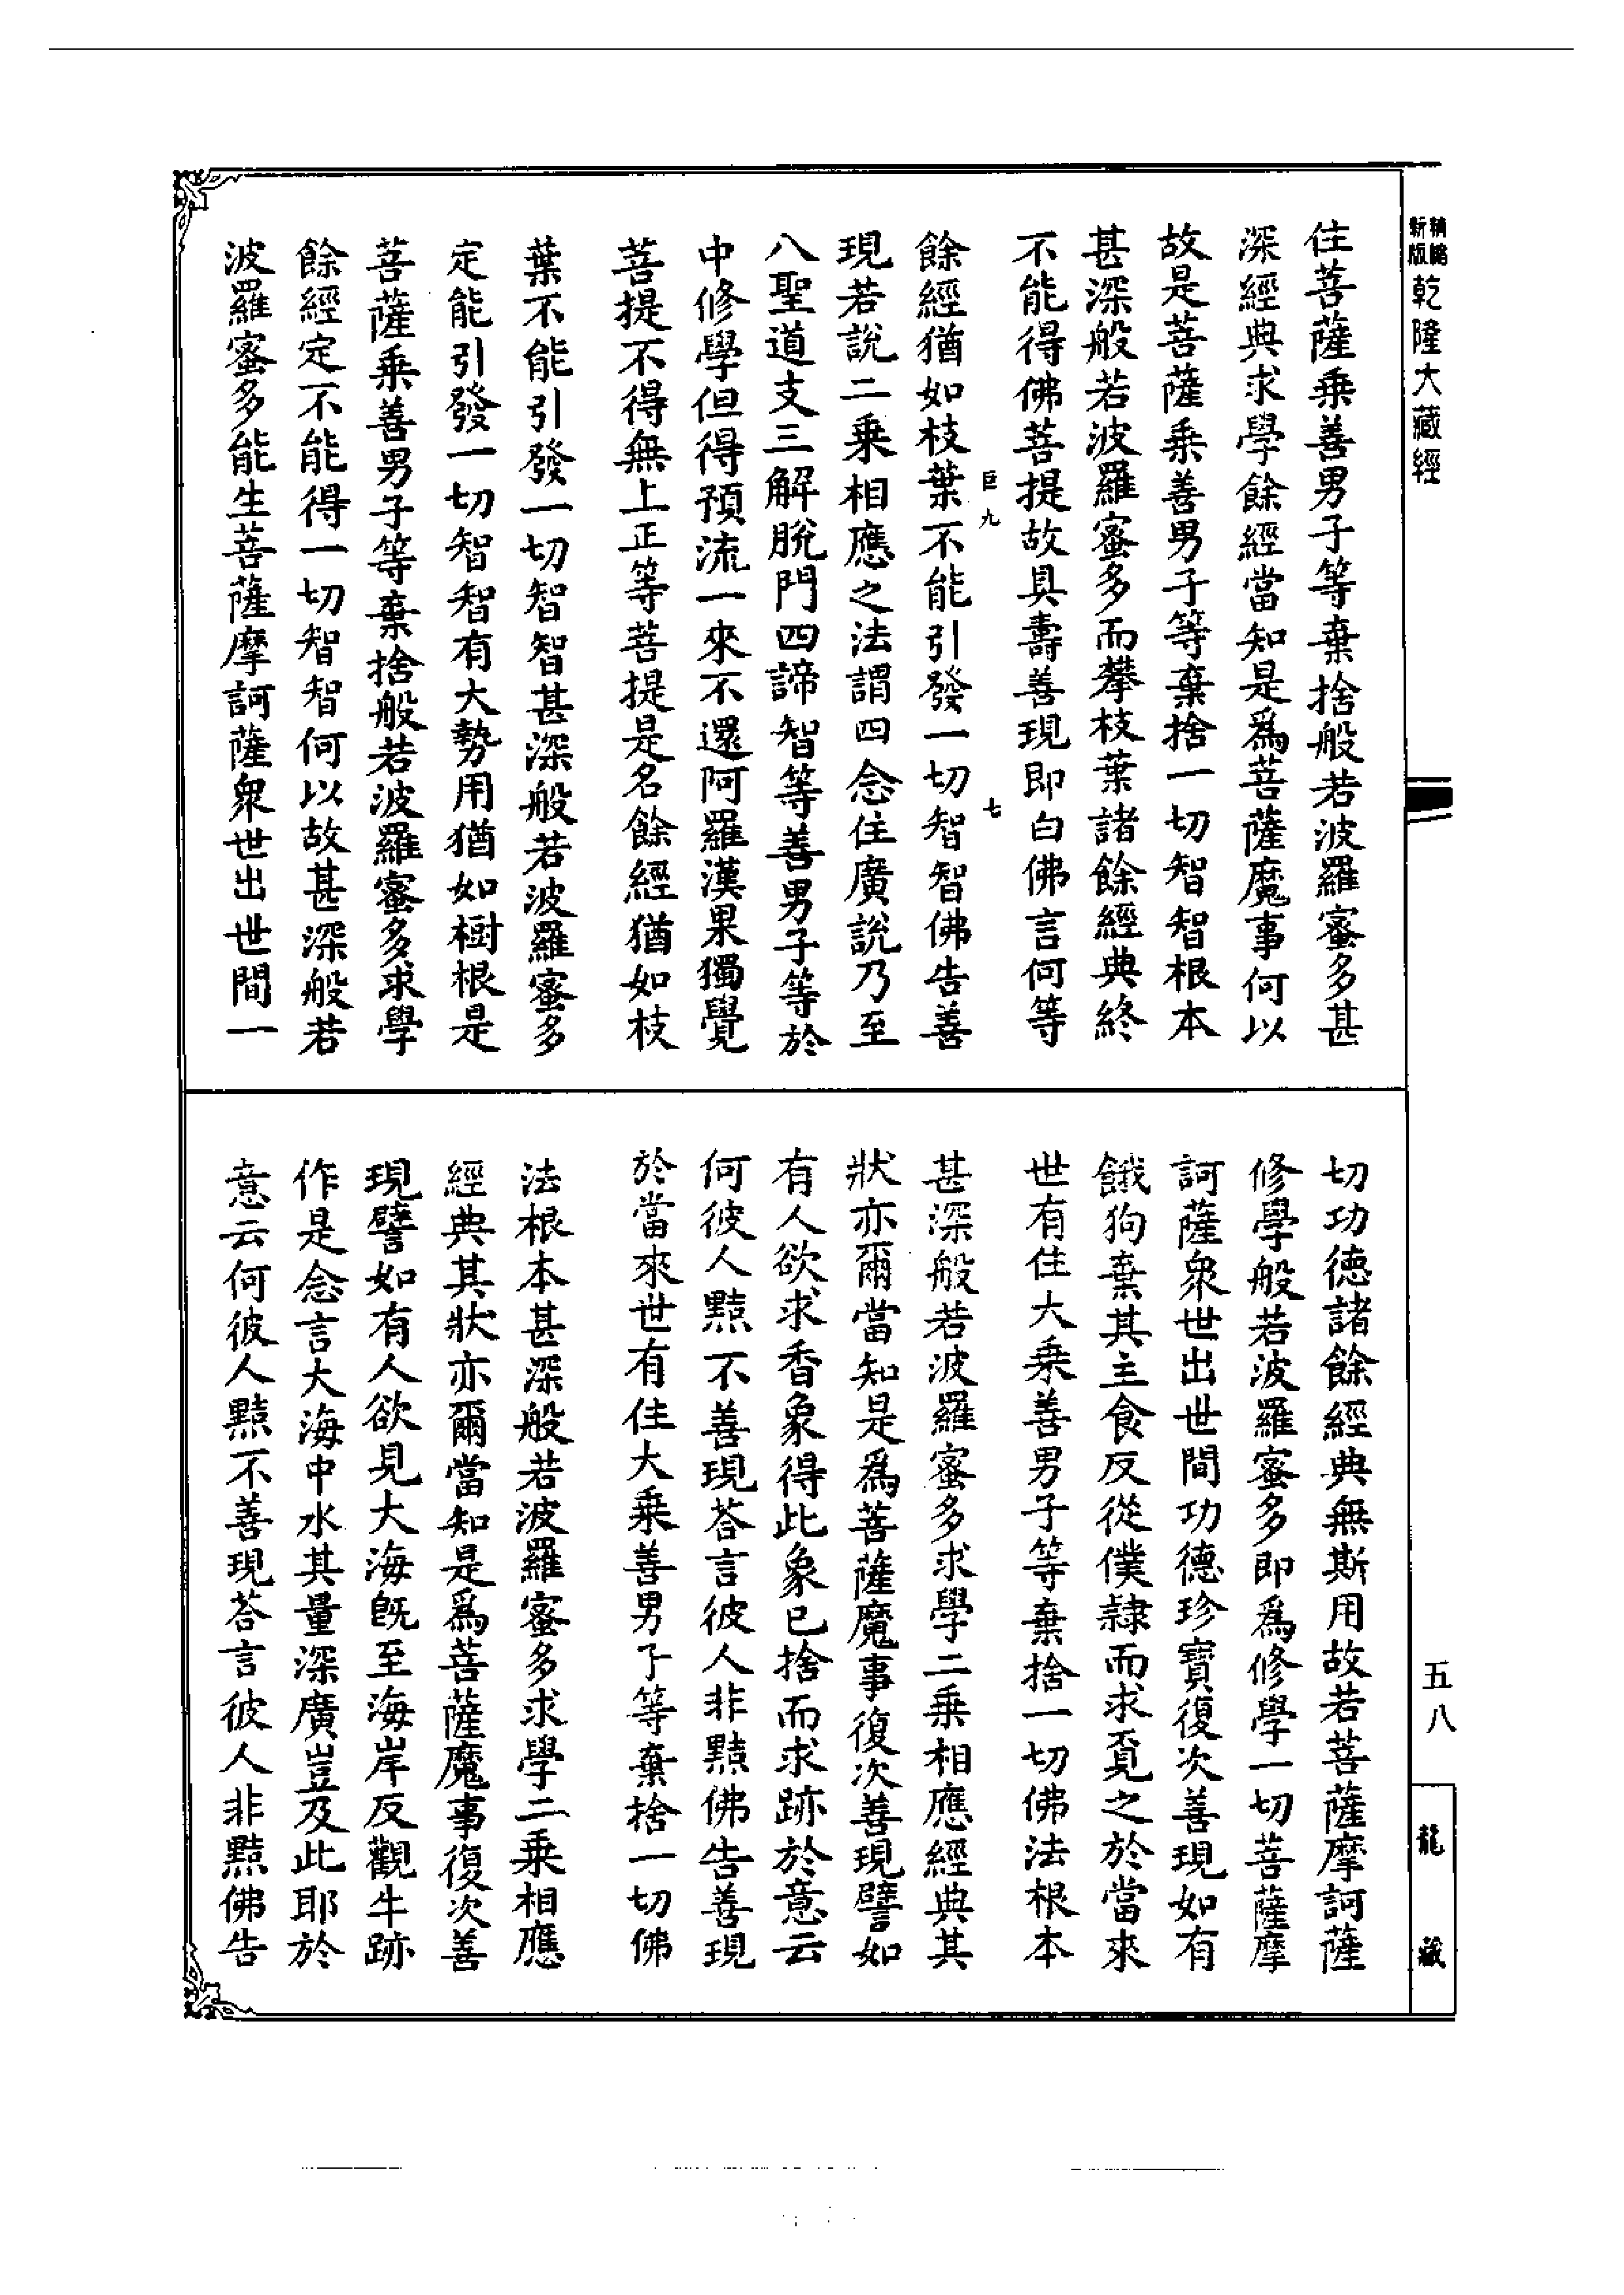 新版
精縮
乾隆大藏經
五八
龍藏
住菩薩乘善男子等棄捨般若波羅蜜多甚
深經典求學餘經當知是爲菩薩魔事何以
故是菩薩乘善男子等棄捨一切智智根本
甚深般若波羅蜜多而攀枝葉諸餘經典終
不能得佛菩提故具壽善現即白佛言何等
巨九 七
餘經猶如枝葉不能引發一切智智佛告善
現若說二乘相應之法謂四念住廣說乃至
八聖道支三解脫門四諦智等善男子等於
中修學但得預流一來不還阿羅漢果獨覺
菩提不得無上正等菩提是名餘經猶如枝
葉不能引發一切智智甚深般若波羅蜜多
定能引發一切智智有大勢用猶如樹根是
菩薩乘善男子等棄捨般若波羅蜜多求學
餘經定不能得一切智智何以故甚深般若
波羅蜜多能生菩薩摩訶薩衆世出世間一
切功德諸餘經典無斯用故若菩薩摩訶薩
修學般若波羅蜜多即爲修學一切菩薩摩
訶薩衆世出世間功德珍寶復次善現如有
餓狗棄其主食反從僕隸而求覓之於當來
世有住大乘善男子等棄捨一切佛法根本
甚深般若波羅蜜多求學二乘相應經典其
狀亦爾當知是爲菩薩魔事復次善現譬如
有人欲求香象得此象已捨而求跡於意云
何彼人黠不善現荅言彼人非黠佛告善現
於當來世有住大乘善男子等棄捨一切佛
法根本甚深般若波羅蜜多求學二乘相應
經典其狀亦爾當知是爲菩薩魔事復次善
現譬如有人欲見大海旣至海岸反觀牛跡
作是念言大海中水其量深廣豈及此耶於
意云何彼人黠不善現荅言彼人非黠佛告